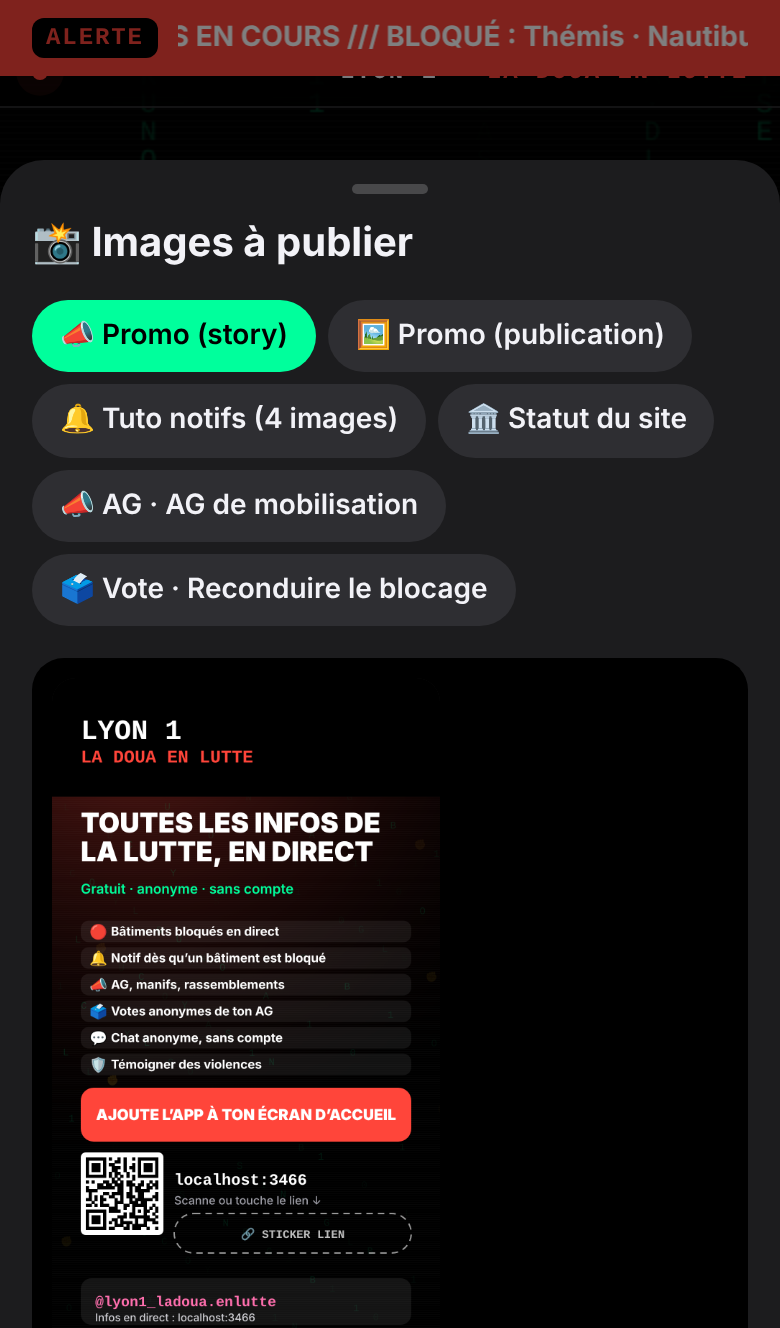 ALERTE
S EN COURS /// BLOQUÉ : Thémis · Nautibu
📸 Images à publier
📣 Promo (story)
🖼️ Promo (publication)
🔔 Tuto notifs (4 images)
🏛️ Statut du site
📣 AG · AG de mobilisation
🗳️ Vote · Reconduire le blocage
LYON 1
LA DOUA EN LUTTE
TOUTES LES INFOS DE
LA LUTTE, EN DIRECT
Gratuit · anonyme · sans compte
🔴 Bâtiments bloqués en direct
🔔 Notif dès qu’un bâtiment est bloqué
📣 AG, manifs, rassemblements
🗳️ Votes anonymes de ton AG
💬 Chat anonyme, sans compte
🛡️ Témoigner des violences
AJOUTE L’APP À TON ÉCRAN D’ACCUEIL
localhost:3466
Scanne ou touche le lien ↓
🔗 STICKER LIEN
@lyon1_ladoua.enlutte
Infos en direct : localhost:3466